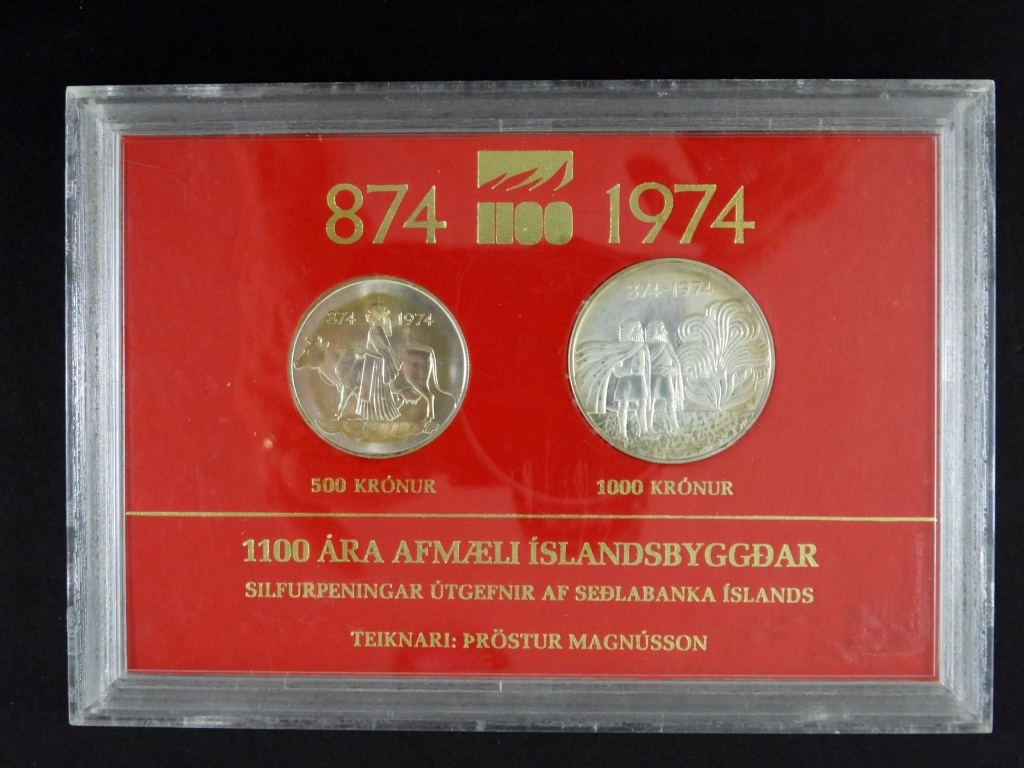 874 1100 1974
874 1974
874-1974
500 KRÓNUR
1000 KRÓNUR
1100 ÁRA AFMÆLI ÍSLANDSBYGGÐAR
SILFURPENINGAR ÚTGEFNIR AF SEÐLABANKA ÍSLANDS
TEIKNARI: ÞRÖSTUR MAGNÚSSON